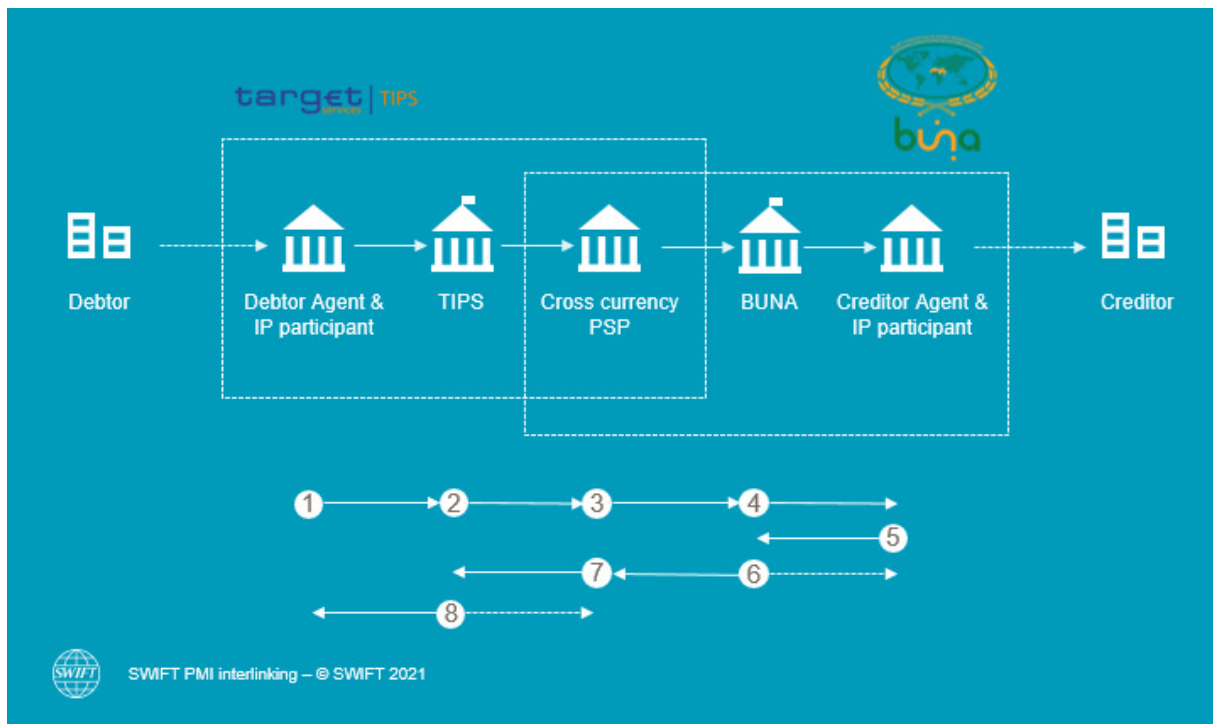 target | TIPS
services
buna
Debtor
Debtor Agent &
IP participant
TIPS
Cross currency
PSP
BUNA
Creditor Agent &
IP participant
Creditor
1
2
3
4
5
7
6
8
SWIFT
SWIFT PMI interlinking – © SWIFT 2021